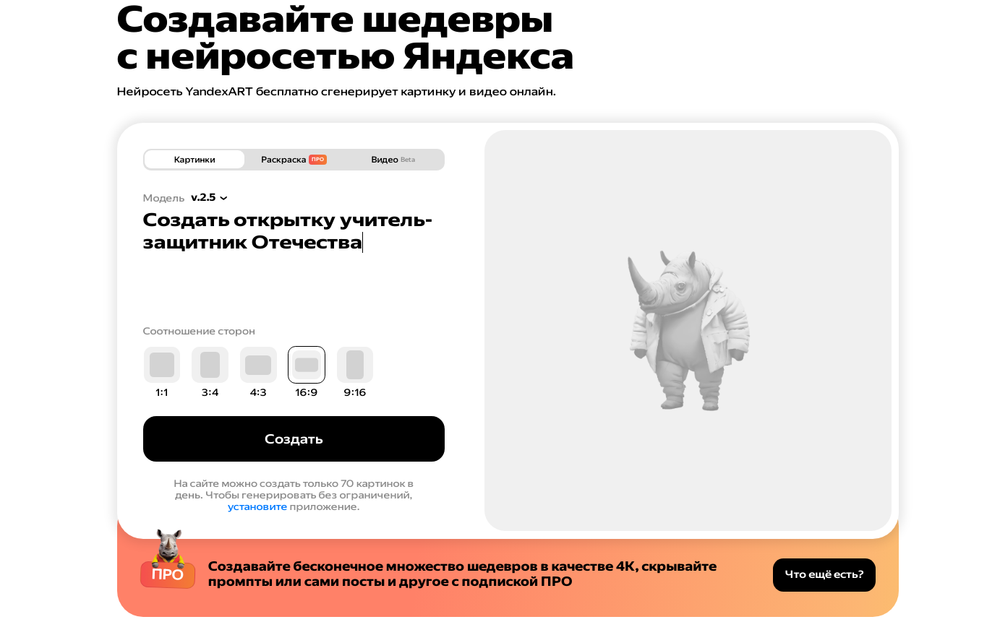 Создавайте шедевры
с нейросетью Яндекса
Нейросеть YandexART бесплатно сгенерирует картинку и видео онлайн.
Картинки
Раскраска ПРО
Видео Beta
Модель v.2.5
Создать открытку учитель-
защитник Отечества
Соотношение сторон
1:1 3:4 4:3 16:9 9:16
Создать
На сайте можно создать только 70 картинок в
день. Чтобы генерировать без ограничений,
установите приложение.
ПРО
Создавайте бесконечное множество шедевров в качестве 4К, скрывайте
промпты или сами посты и другое с подпиской ПРО
Что ещё есть?